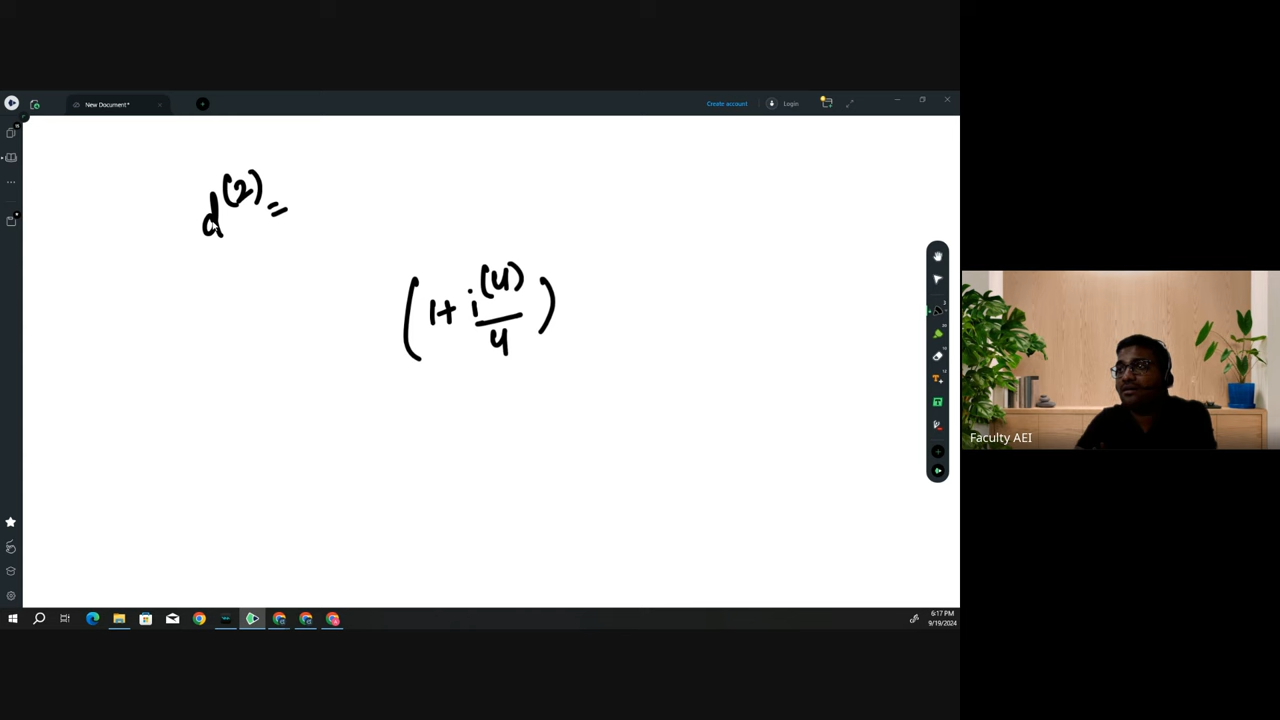 New Document*
Create account
Login
d^(2) =
(1 + i^(4)/4)
Faculty AEI
6:17 PM
9/19/2024